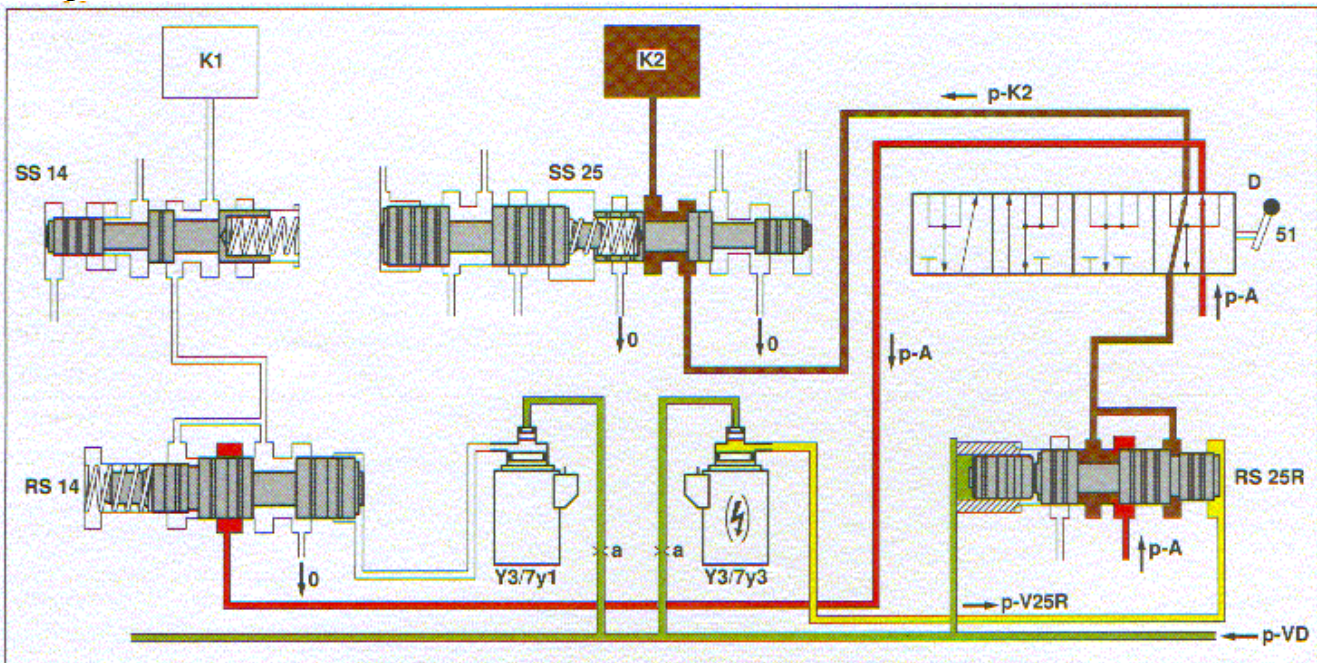 K1
K2
p-K2
SS 14
SS 25
D
51
p-A
0
0
p-A
RS 14
RS 25R
a
a
p-A
Y3/7y1
Y3/7y3
0
p-V25R
p-VD